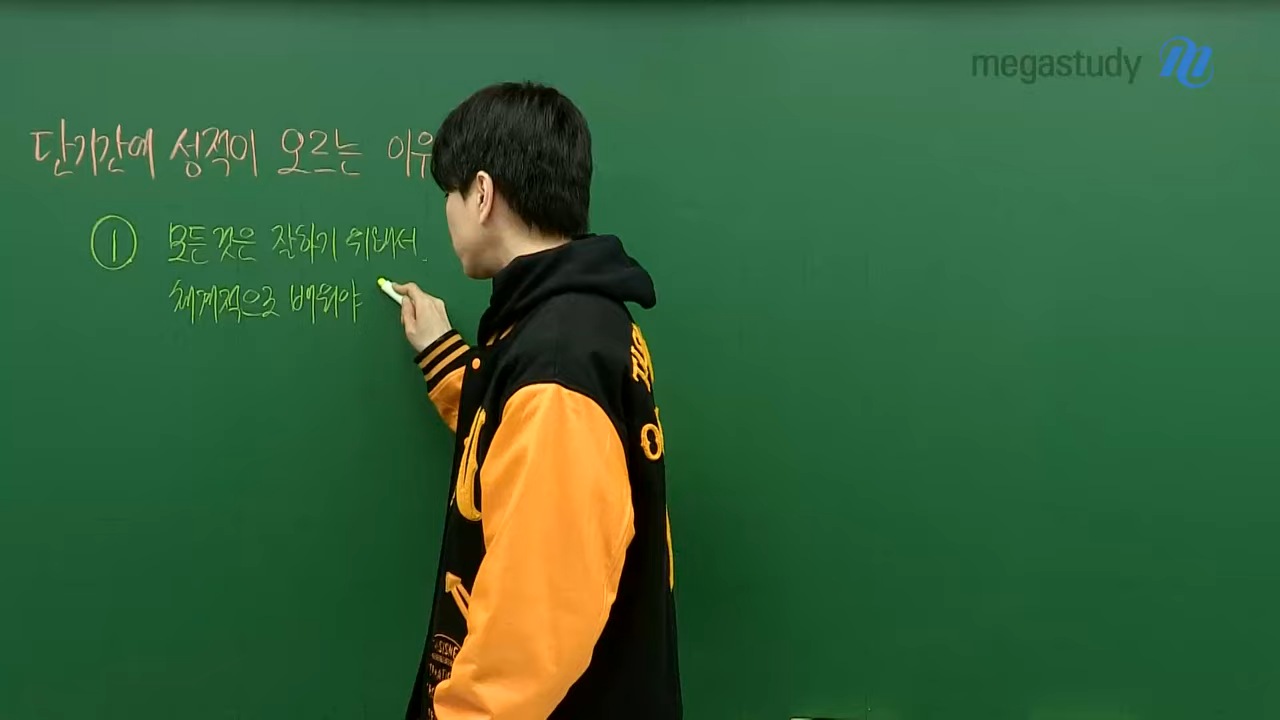 megastudy
단기간에 성적이 오르는 이유
① 모든것은 잘하기 위해서.
체계적으로 배워야